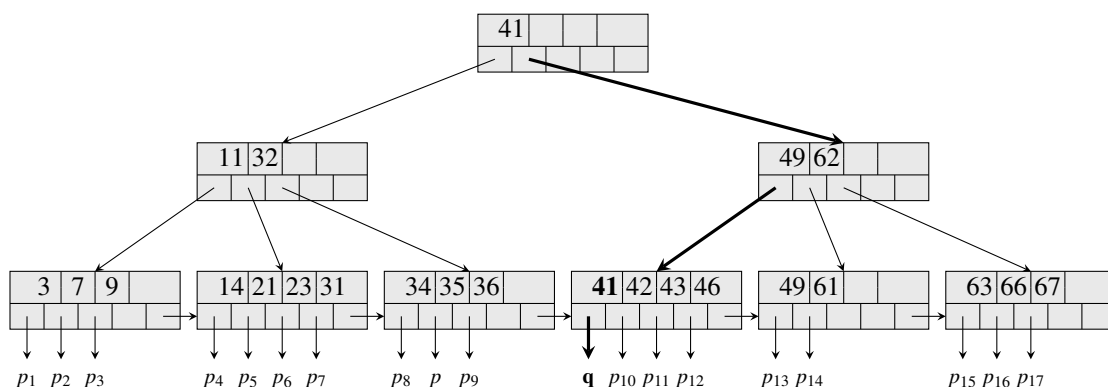 41
11 32 49 62
3 7 9 14 21 23 31 34 35 36 41 42 43 46 49 61 63 66 67
p₁ p₂ p₃ p₄ p₅ p₆ p₇ p₈ p p₉ q p₁₀ p₁₁ p₁₂ p₁₃ p₁₄ p₁₅ p₁₆ p₁₇